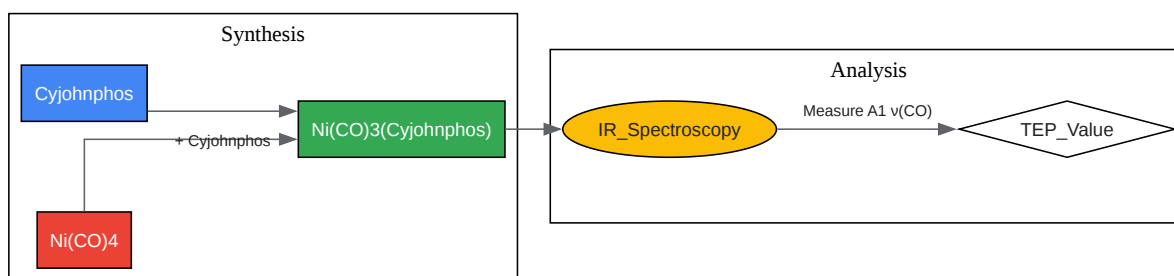 Synthesis
Cyjohnphos
+ Cyjohnphos
Ni(CO)4
Ni(CO)3(Cyjohnphos)
Analysis
IR_Spectroscopy
Measure A1 ν(CO)
TEP_Value